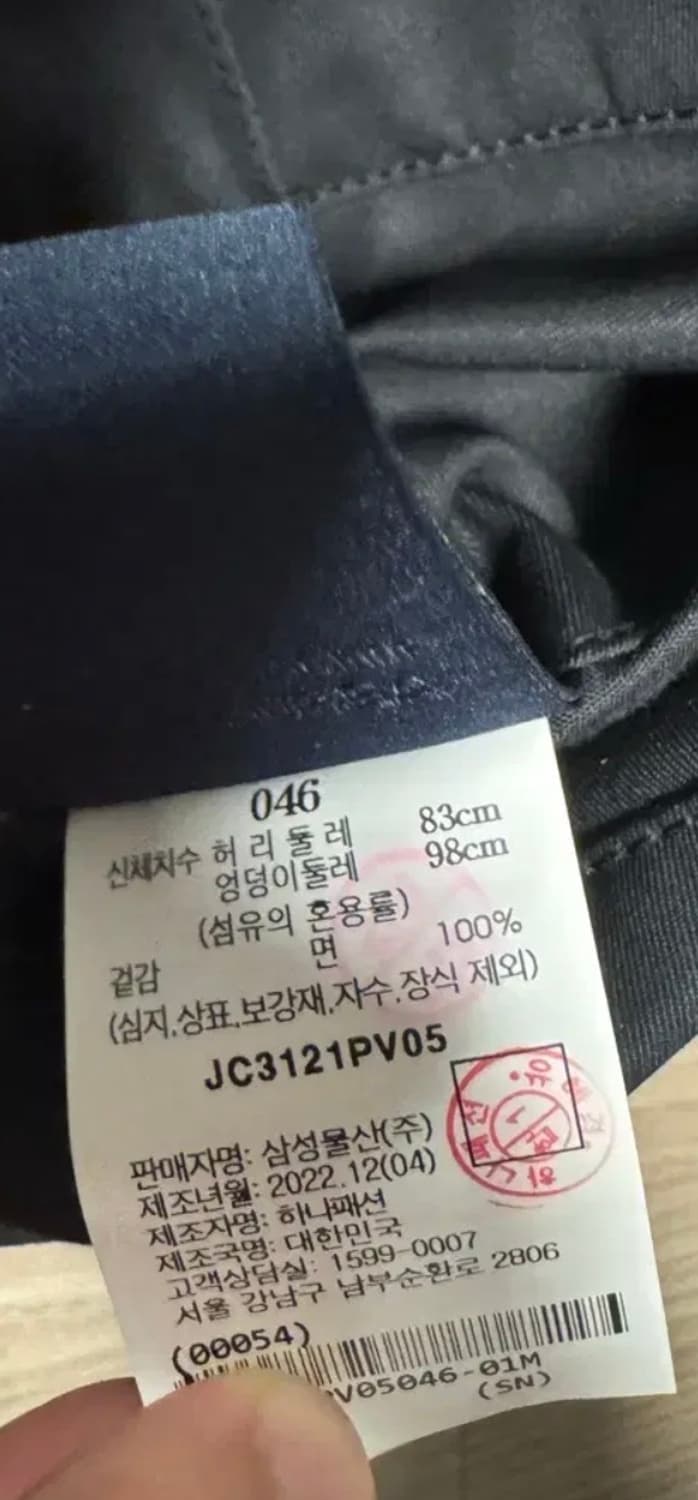 046
신체치수 허리둘레 83cm
엉덩이둘레 98cm
(섬유의 혼용률)
겉감 면 100%
(심지,상표,보강재,자수,장식 제외)
JC3121PV05
판매자명: 삼성물산(주)
제조년월: 2022.12(04)
제조자명: 하나패션
제조국명: 대한민국
고객상담실: 1599-0007
서울 강남구 남부순환로 2806
(00054)
PV05046-01M
(SN)